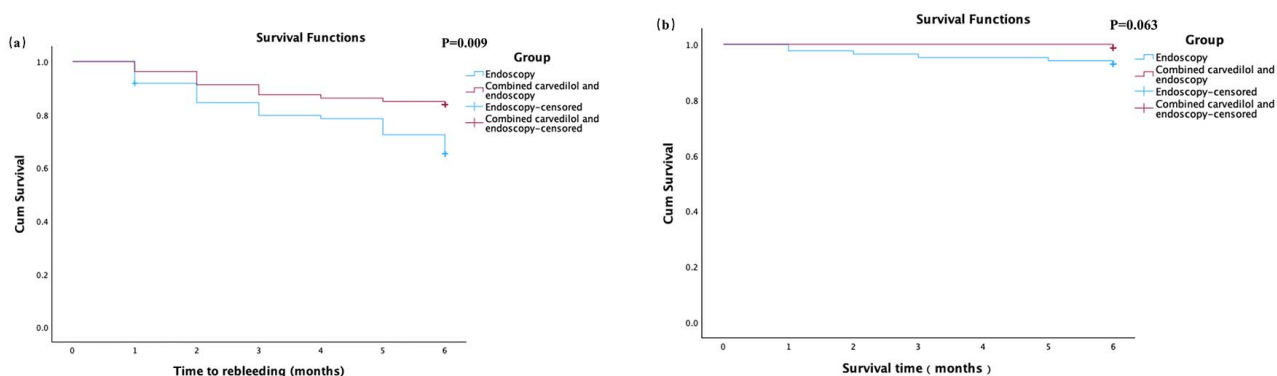 (a)
Survival Functions
P=0.009
Group
Endoscopy
Combined carvedilol and
endoscopy
Endoscopy-censored
Combined carvedilol and
endoscopy-censored
Cum Survival
1.0
0.8
0.6
0.4
0.2
0.0
0 1 2 3 4 5 6
Time to rebleeding (months)
(b)
Survival Functions
P=0.063
Group
Endoscopy
Combined carvedilol and
endoscopy
Endoscopy-censored
Combined carvedilol and
endoscopy-censored
Cum Survival
1.0
0.8
0.6
0.4
0.2
0.0
0 1 2 3 4 5 6
Survival time ( months )